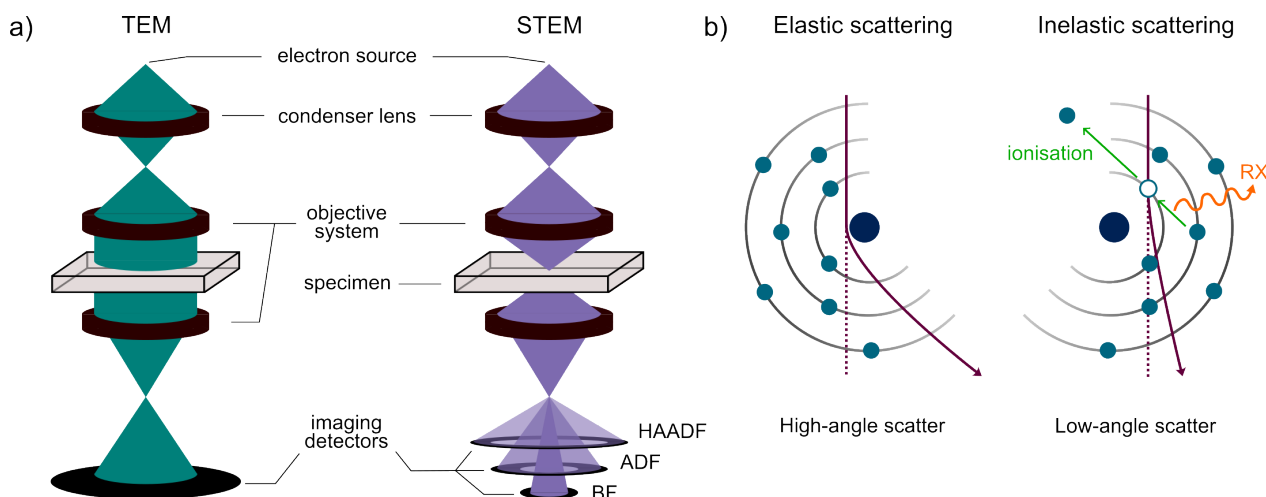 a)
TEM
STEM
electron source
condenser lens
objective
system
specimen
imaging
detectors
HAADF
ADF
BF
b)
Elastic scattering
Inelastic scattering
ionisation
RX
High-angle scatter
Low-angle scatter